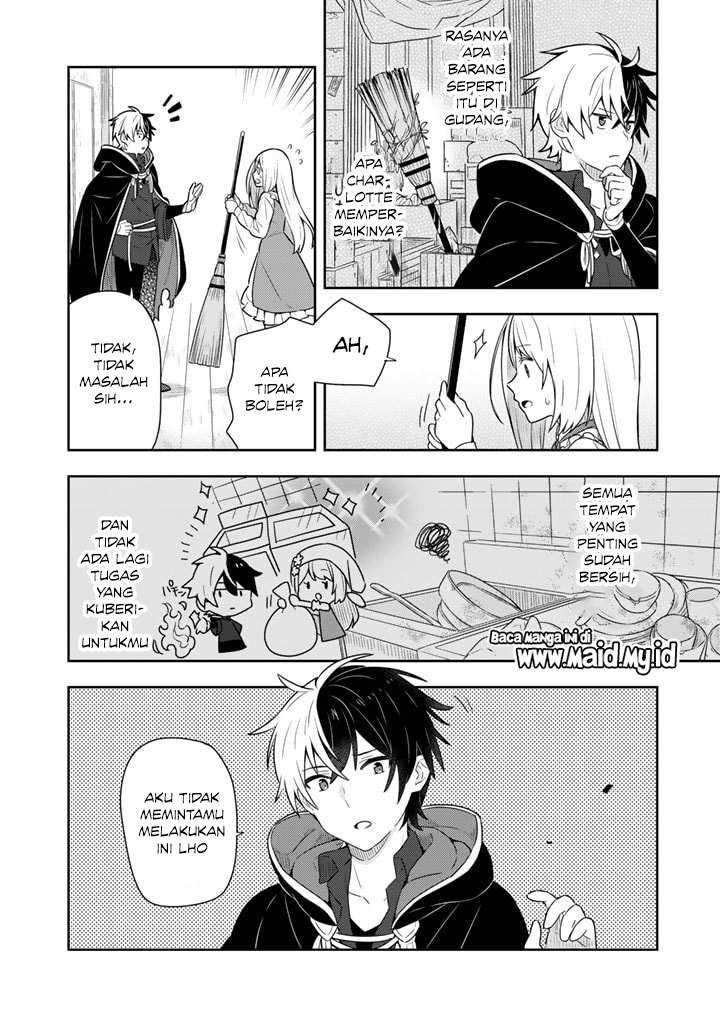 RASANYA
ADA
BARANG
SEPERTI
ITU DI
GUDANG,
APA
CHAR-
LOTTE
MEMPER-
BAIKINYA?
AH,
APA
TIDAK
BOLEH?
TIDAK,
TIDAK
MASALAH
SIH...
SEMUA
TEMPAT
YANG
PENTING
SUDAH
BERSIH,
DAN
TIDAK
ADA LAGI
TUGAS
YANG
KUBERI-
KAN
UNTUKMU
Baca Manga ini di
www.Maid.My.id
AKU TIDAK
MEMINTAMU
MELAKUKAN
INI LHO